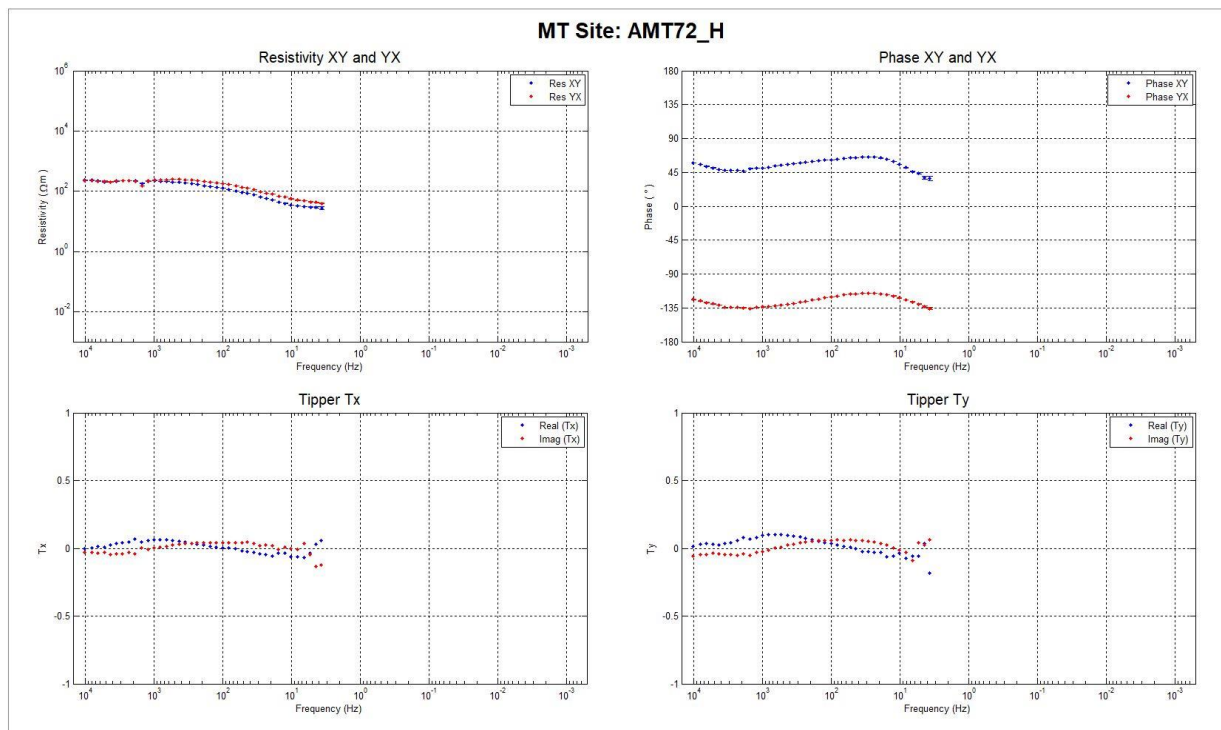 MT Site: AMT72_H
Resistivity XY and YX
Res XY
Res YX
10^6
10^4
10^2
10^0
10^-2
Resistivity (Ωm)
10^4 10^3 10^2 10^1 10^0 10^-1 10^-2 10^-3
Frequency (Hz)
Phase XY and YX
Phase XY
Phase YX
180
135
90
45
0
-45
-90
-135
-180
Phase (°)
10^4 10^3 10^2 10^1 10^0 10^-1 10^-2 10^-3
Frequency (Hz)
Tipper Tx
Real (Tx)
Imag (Tx)
1
0.5
0
-0.5
-1
Tx
10^4 10^3 10^2 10^1 10^0 10^-1 10^-2 10^-3
Frequency (Hz)
Tipper Ty
Real (Ty)
Imag (Ty)
1
0.5
0
-0.5
-1
Ty
10^4 10^3 10^2 10^1 10^0 10^-1 10^-2 10^-3
Frequency (Hz)